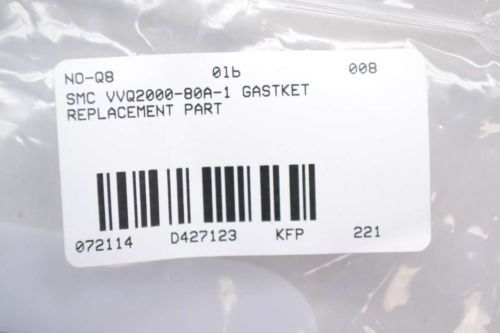 NO-Q8 01b 008
SMC VVQ2000-80A-1 GASTKET
REPLACEMENT PART
072114 D427123 KFP 221